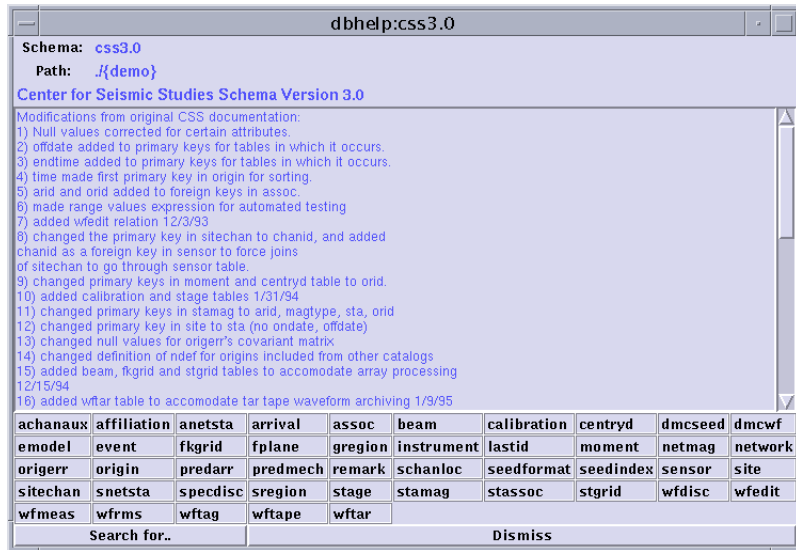 dbhelp:css3.0
Schema: css3.0
Path: ./{demo}
Center for Seismic Studies Schema Version 3.0
Modifications from original CSS documentation:
1) Null values corrected for certain attributes.
2) offdate added to primary keys for tables in which it occurs.
3) endtime added to primary keys for tables in which it occurs.
4) time made first primary key in origin for sorting.
5) arid and orid added to foreign keys in assoc.
6) made range values expression for automated testing
7) added wfedit relation 12/3/93
8) changed the primary key in sitechan to chanid, and added
chanid as a foreign key in sensor to force joins
of sitechan to go through sensor table.
9) changed primary keys in moment and centryd table to orid.
10) added calibration and stage tables 1/31/94
11) changed primary keys in stamag to arid, magtype, sta, orid
12) changed primary key in site to sta (no ondate, offdate)
13) changed null values for origerr's covariant matrix
14) changed definition of ndef for origins included from other catalogs
15) added beam, fkgrid and stgrid tables to accomodate array processing
12/15/94
16) added wftar table to accomodate tar tape waveform archiving 1/9/95
achanaux affiliation anetsta arrival assoc beam calibration centryd dmcseed dmcwf
emodel event fkgrid fplane gregion instrument lastid moment netmag network
origerr origin predarr predmech remark schanloc seedformat seedindex sensor site
sitechan snetsta specdisc sregion stage stamag stassoc stgrid wfdisc wfedit
wfmeas wfrms wftag wftape wftar
Search for.. Dismiss